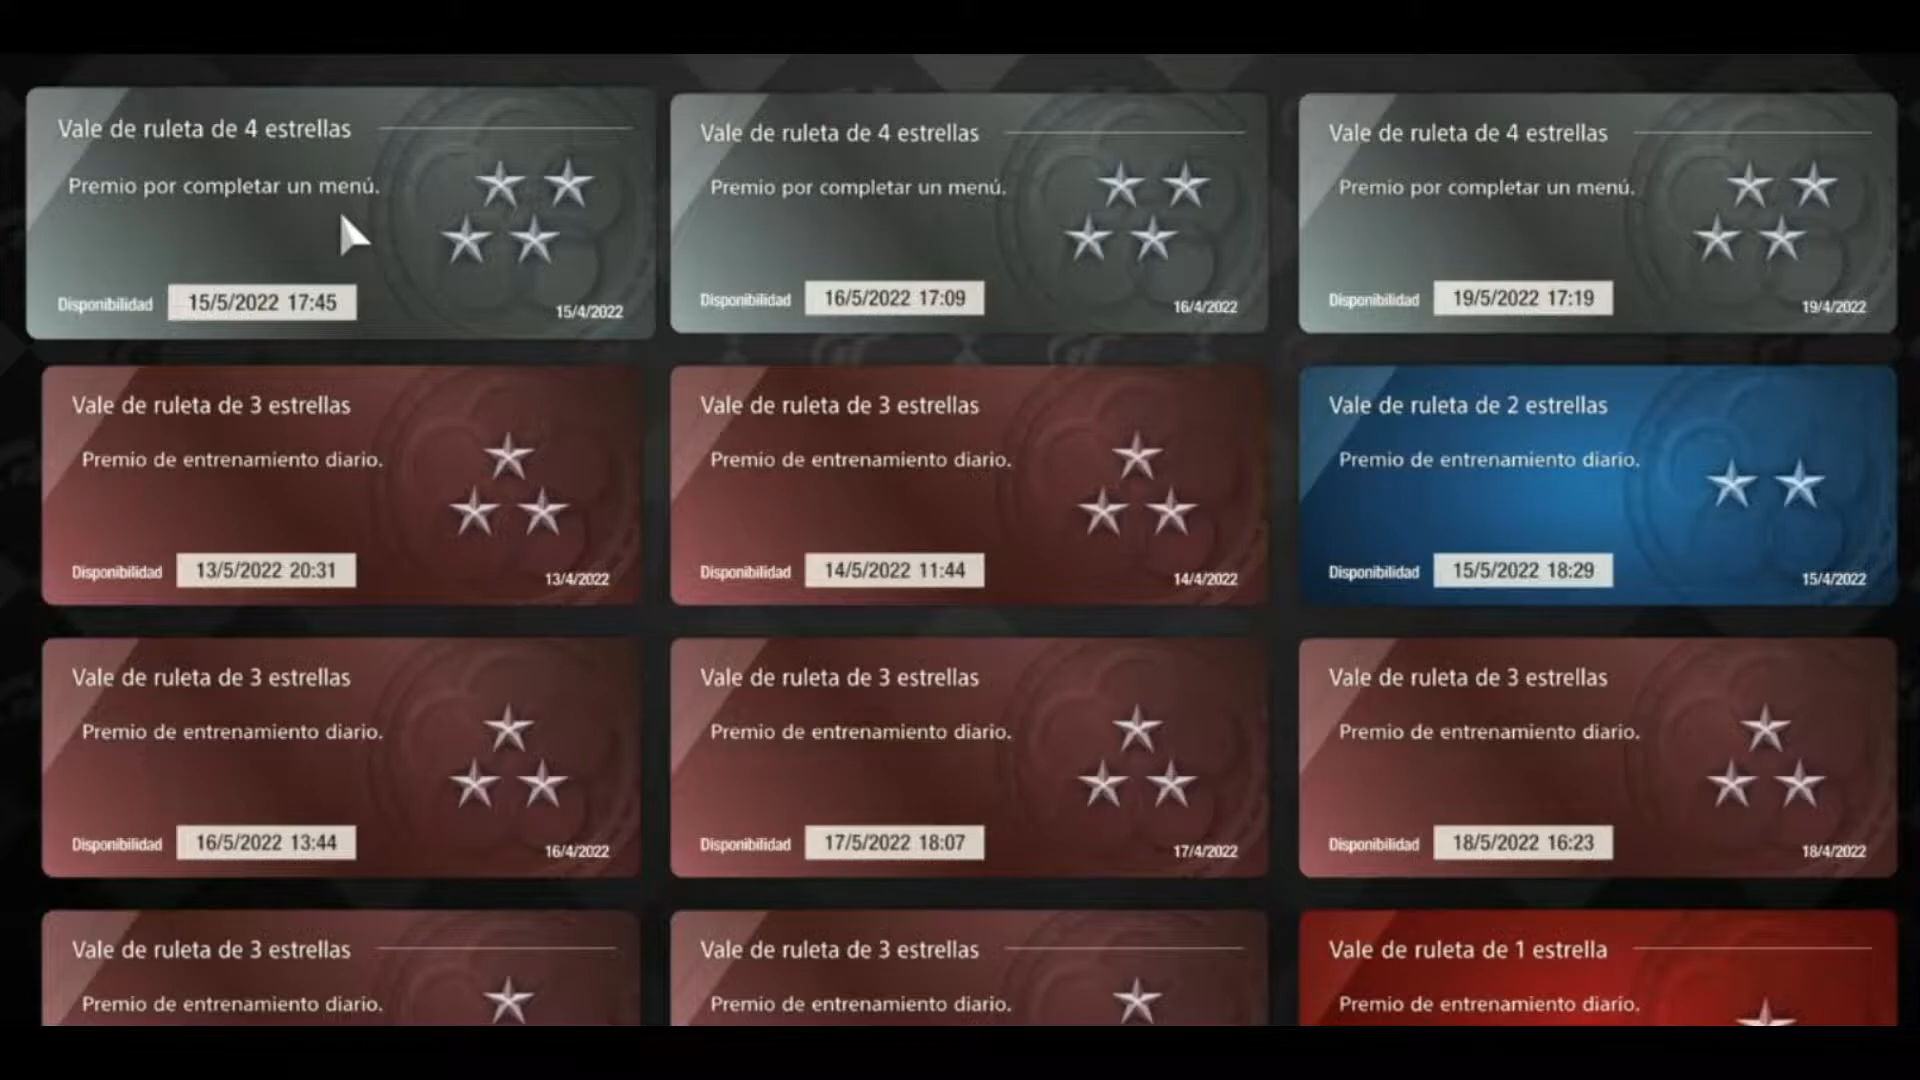 Vale de ruleta de 4 estrellas
Premio por completar un menú.
Disponibilidad 15/5/2022 17:45 15/4/2022
Vale de ruleta de 4 estrellas
Premio por completar un menú.
Disponibilidad 16/5/2022 17:09 16/4/2022
Vale de ruleta de 4 estrellas
Premio por completar un menú.
Disponibilidad 19/5/2022 17:19 19/4/2022
Vale de ruleta de 3 estrellas
Premio de entrenamiento diario.
Disponibilidad 13/5/2022 20:31 13/4/2022
Vale de ruleta de 3 estrellas
Premio de entrenamiento diario.
Disponibilidad 14/5/2022 11:44 14/4/2022
Vale de ruleta de 2 estrellas
Premio de entrenamiento diario.
Disponibilidad 15/5/2022 18:29 15/4/2022
Vale de ruleta de 3 estrellas
Premio de entrenamiento diario.
Disponibilidad 16/5/2022 13:44 16/4/2022
Vale de ruleta de 3 estrellas
Premio de entrenamiento diario.
Disponibilidad 17/5/2022 18:07 17/4/2022
Vale de ruleta de 3 estrellas
Premio de entrenamiento diario.
Disponibilidad 18/5/2022 16:23 18/4/2022
Vale de ruleta de 3 estrellas
Premio de entrenamiento diario.
Vale de ruleta de 3 estrellas
Premio de entrenamiento diario.
Vale de ruleta de 1 estrella
Premio de entrenamiento diario.